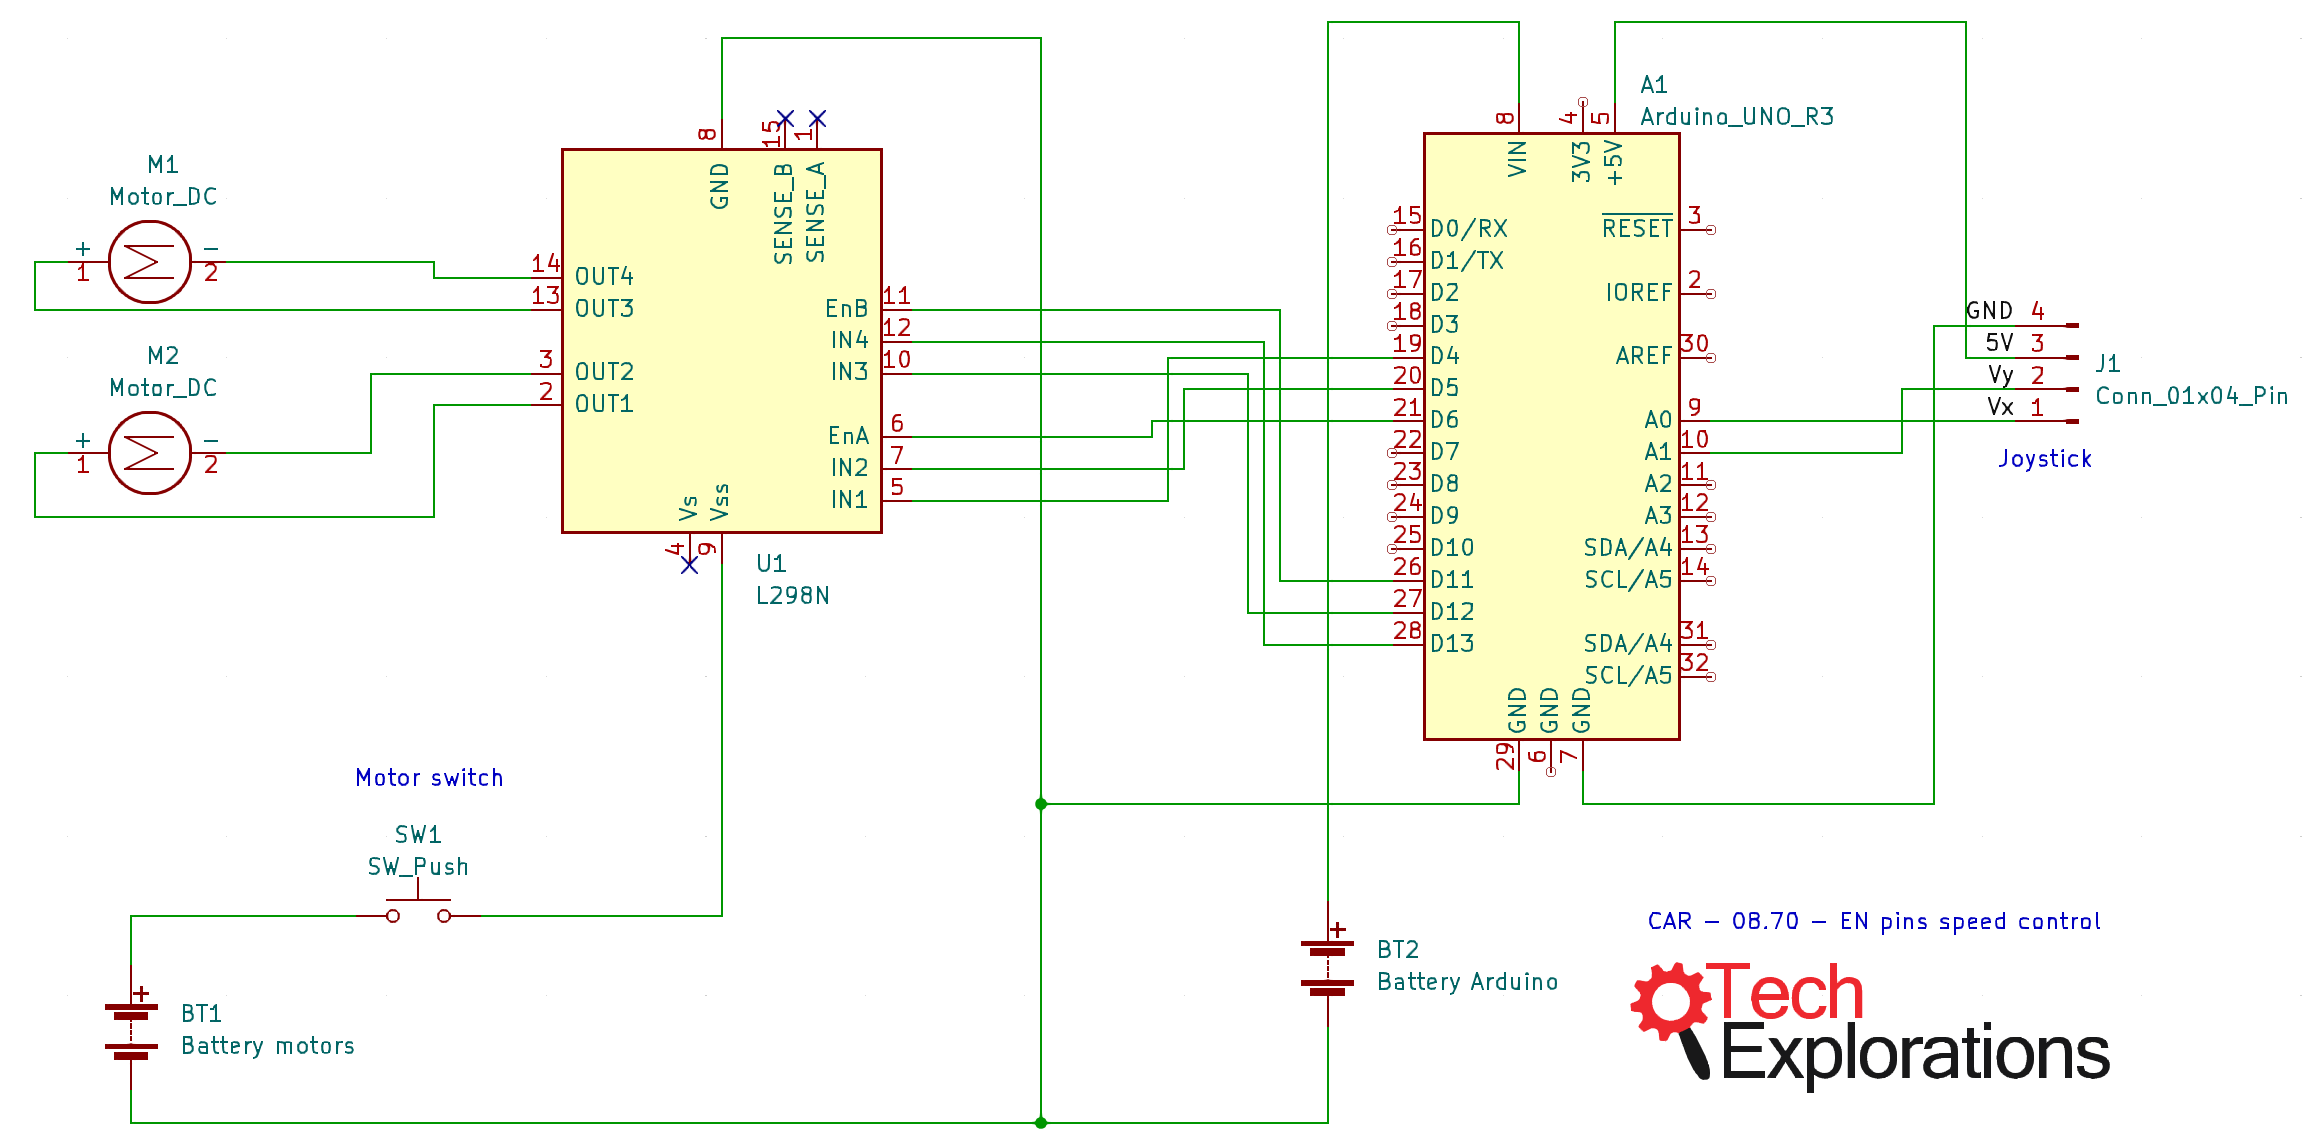 M1
Motor_DC
+
1
−
2
M2
Motor_DC
+
1
−
2
8
15
1
GND
SENSE_B
SENSE_A
14
OUT4
13
OUT3
3
OUT2
2
OUT1
EnB
11
IN4
12
IN3
10
EnA
6
IN2
7
IN1
5
Vs
Vss
4
9
U1
L298N
Motor switch
SW1
SW_Push
+
BT1
Battery motors
A1
Arduino_UNO_R3
8
4
5
VIN
3V3
+5V
15
D0/RX
16
D1/TX
17
D2
18
D3
19
D4
20
D5
21
D6
22
D7
23
D8
24
D9
25
D10
26
D11
27
D12
28
D13
RESET
3
IOREF
2
AREF
30
A0
9
A1
10
A2
11
A3
12
SDA/A4
13
SCL/A5
14
SDA/A4
31
SCL/A5
32
GND
GND
GND
29
6
7
GND 4
5V 3
Vy 2
Vx 1
J1
Conn_01x04_Pin
Joystick
+
BT2
Battery Arduino
CAR − 08.70 − EN pins speed control
Tech
Explorations